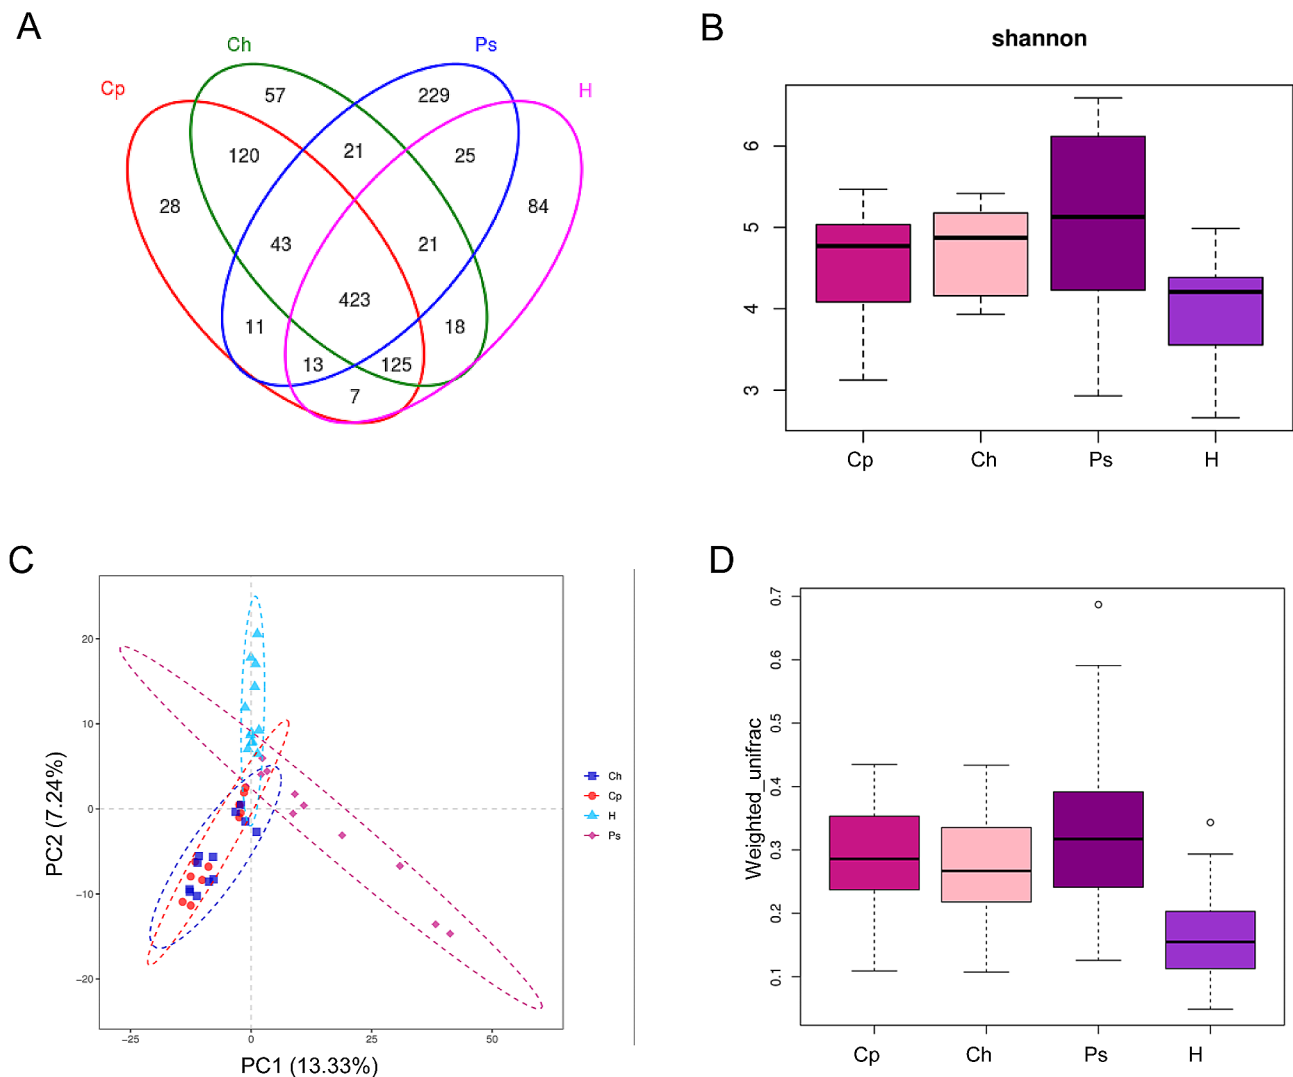 A
Ch
Ps
Cp
H
57
229
120
21
25
28
84
43
21
423
11
18
13
125
7
B
shannon
6
5
4
3
Cp
Ch
Ps
H
C
20
10
0
−10
−20
−25
0
25
50
PC2 (7.24%)
PC1 (13.33%)
Ch
Cp
H
Ps
D
0.7
0.6
0.5
0.4
0.3
0.2
0.1
Weighted_unifrac
Cp
Ch
Ps
H